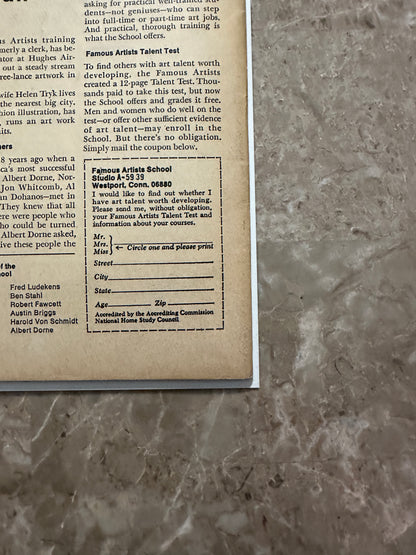 s Artists training
merly a clerk, has be-
at Hughes Air-
out a steady stream
ree-lance artwork in
wife Helen Tryk lives
the nearest big city.
hion illustration, has
, runs an art work
its.
ners
8 years ago when a
ca's most successful
Albert Dorne, Nor-
Jon Whitcomb, Al
an Dohanos—met in
They knew that all
ere were people who
ho could be turned
Albert Dorne asked,
ive these people the
of the
hool
Fred Ludekens
Ben Stahl
Robert Fawcett
Austin Briggs
Harold Von Schmidt
Albert Dorne
asking for practical well-trained stu-
dents—not geniuses—who can step
into full-time or part-time art jobs.
And practical, thorough training is
what the School offers.
Famous Artists Talent Test
To find others with art talent worth
developing, the Famous Artists
created a 12-page Talent Test. Thou-
sands paid to take this test, but now
the School offers and grades it free.
Men and women who do well on the
test—or offer other sufficient evidence
of art talent—may enroll in the
School. But there's no obligation.
Simply mail the coupon below.
Famous Artists School
Studio A-5939
Westport, Conn. 06880
I would like to find out whether I
have art talent worth developing.
Please send me, without obligation,
your Famous Artists Talent Test and
information about your courses.
Mr.
Mrs. ← Circle one and please print
Miss
Street
City
State
Age Zip
Accredited by the Accrediting Commission
National Home Study Council